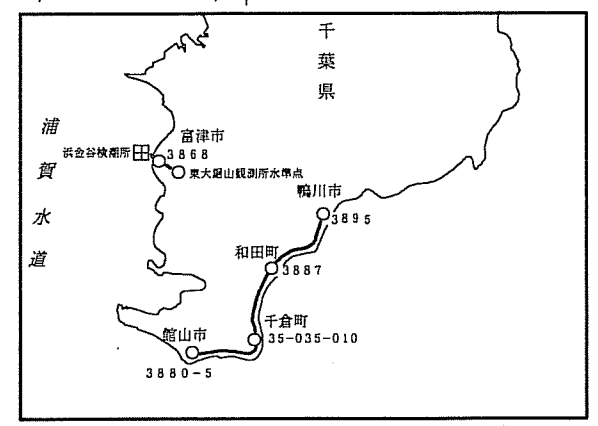 千葉県
浦賀水道
富津市
浜金谷検潮所
3868
東大鋸山観測所水準点
鴨川市
3895
和田町
3887
千倉町
35-035-010
館山市
3880-5